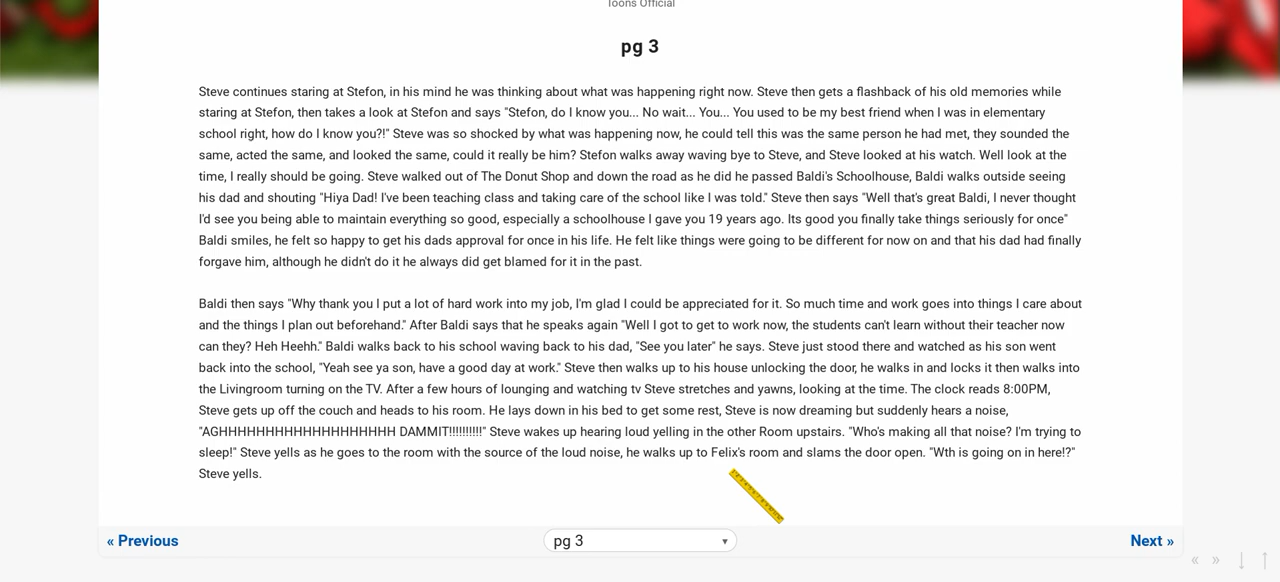 Toons Official
pg 3
Steve continues staring at Stefon, in his mind he was thinking about what was happening right now. Steve then gets a flashback of his old memories while
staring at Stefon, then takes a look at Stefon and says "Stefon, do I know you... No wait... You... You used to be my best friend when I was in elementary
school right, how do I know you?!" Steve was so shocked by what was happening now, he could tell this was the same person he had met, they sounded the
same, acted the same, and looked the same, could it really be him? Stefon walks away waving bye to Steve, and Steve looked at his watch. Well look at the
time, I really should be going. Steve walked out of The Donut Shop and down the road as he did he passed Baldi's Schoolhouse, Baldi walks outside seeing
his dad and shouting "Hiya Dad! I've been teaching class and taking care of the school like I was told." Steve then says "Well that's great Baldi, I never thought
I'd see you being able to maintain everything so good, especially a schoolhouse I gave you 19 years ago. Its good you finally take things seriously for once"
Baldi smiles, he felt so happy to get his dads approval for once in his life. He felt like things were going to be different for now on and that his dad had finally
forgave him, although he didn't do it he always did get blamed for it in the past.
Baldi then says "Why thank you I put a lot of hard work into my job, I'm glad I could be appreciated for it. So much time and work goes into things I care about
and the things I plan out beforehand." After Baldi says that he speaks again "Well I got to get to work now, the students can't learn without their teacher now
can they? Heh Heehh." Baldi walks back to his school waving back to his dad, "See you later" he says. Steve just stood there and watched as his son went
back into the school, "Yeah see ya son, have a good day at work." Steve then walks up to his house unlocking the door, he walks in and locks it then walks into
the Livingroom turning on the TV. After a few hours of lounging and watching tv Steve stretches and yawns, looking at the time. The clock reads 8:00PM,
Steve gets up off the couch and heads to his room. He lays down in his bed to get some rest, Steve is now dreaming but suddenly hears a noise,
"AGHHHHHHHHHHHHHHHHHHH DAMMIT!!!!!!!!!!" Steve wakes up hearing loud yelling in the other Room upstairs. "Who's making all that noise? I'm trying to
sleep!" Steve yells as he goes to the room with the source of the loud noise, he walks up to Felix's room and slams the door open. "Wth is going on in here!?"
Steve yells.
« Previous
pg 3
Next »